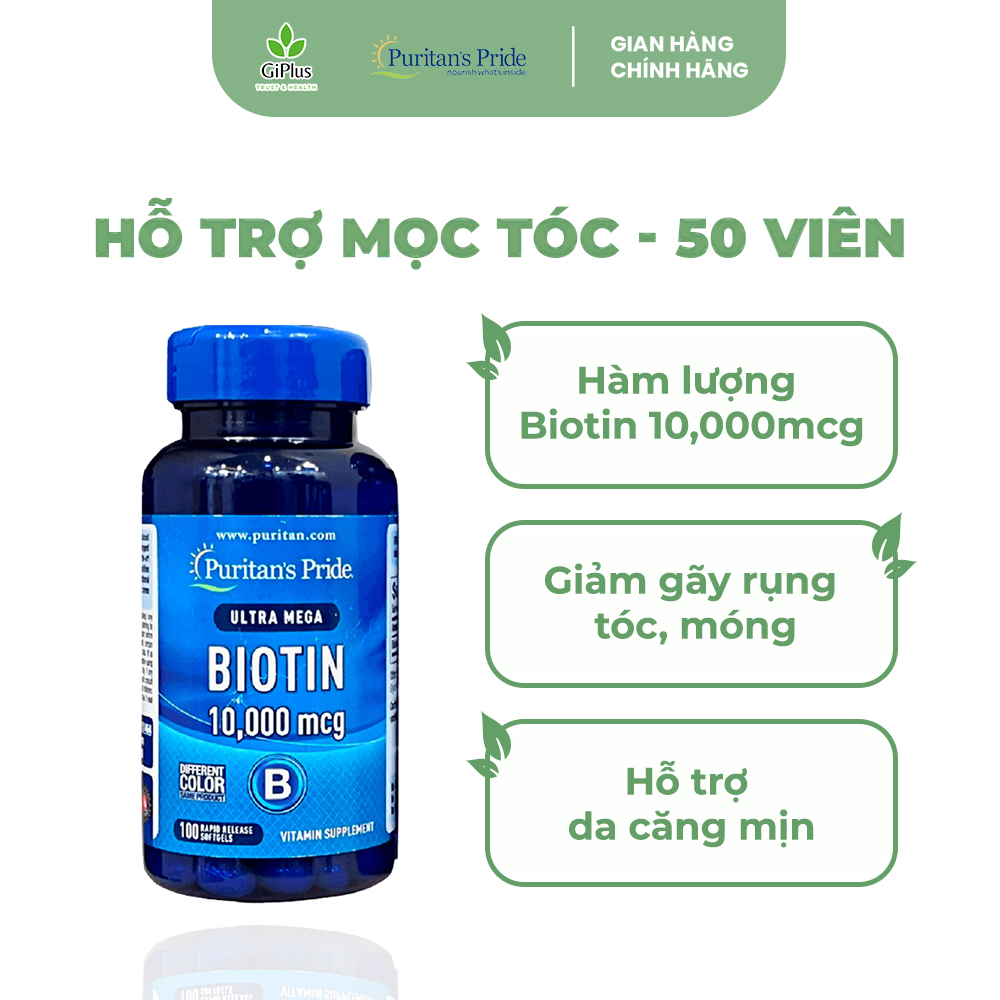 GiPlus
TRUST & HEALTH
Puritan's Pride
nourish what's inside
GIAN HÀNG
CHÍNH HÃNG
HỖ TRỢ MỌC TÓC - 50 VIÊN
Hàm lượng
Biotin 10,000mcg
Giảm gãy rụng
tóc, móng
Hỗ trợ
da căng mịn
www.puritan.com
Puritan's Pride
ULTRA MEGA
BIOTIN
10,000 mcg
DIFFERENT
COLOR
SAME PRODUCT
B
100 RAPID RELEASE
SOFTGELS
VITAMIN SUPPLEMENT